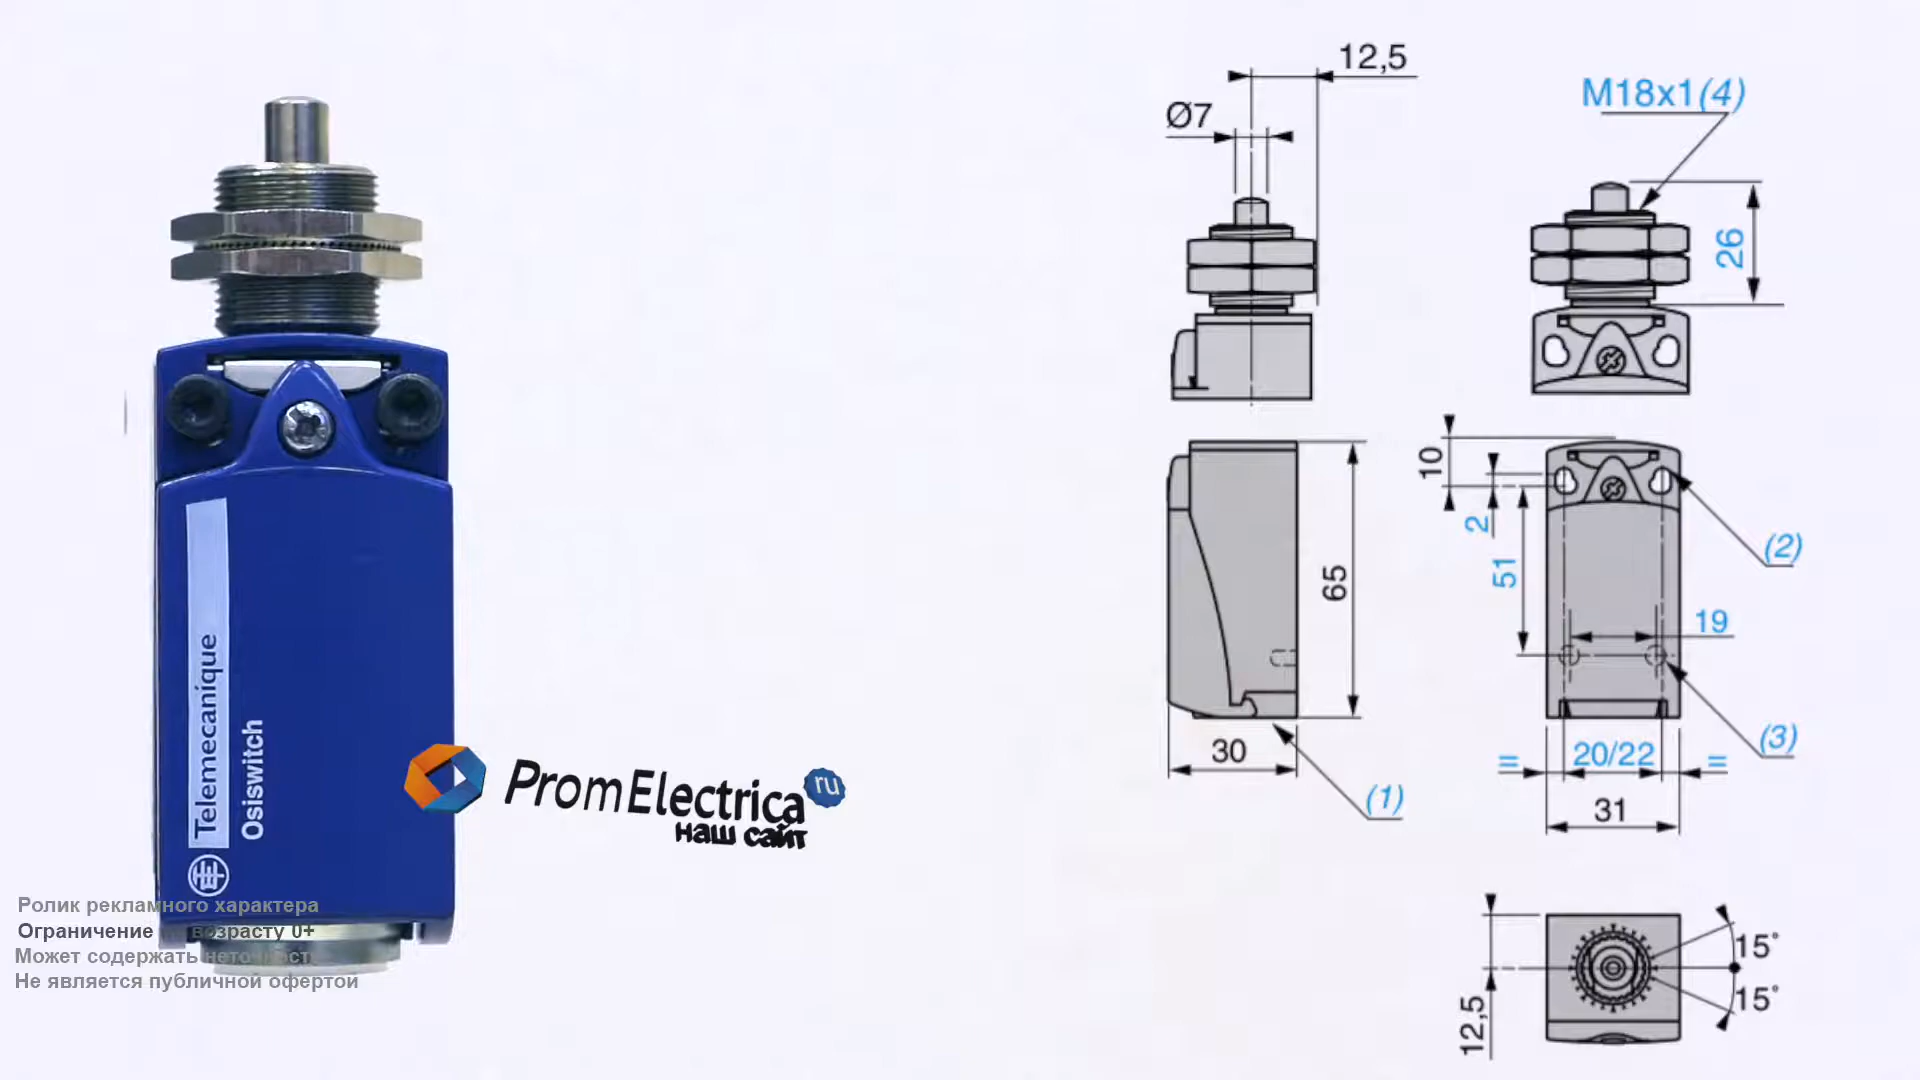 Telemecanique
Osiswitch
PromElectrica ru
наш сайт
Ролик рекламного характера
Ограничение по возрасту 0+
Может содержать неточности
Не является публичной офертой
12,5
Ø7
M18x1(4)
26
10
2
51
65
(2)
19
30
(1)
= 20/22 =
(3)
31
12,5
15°
15°